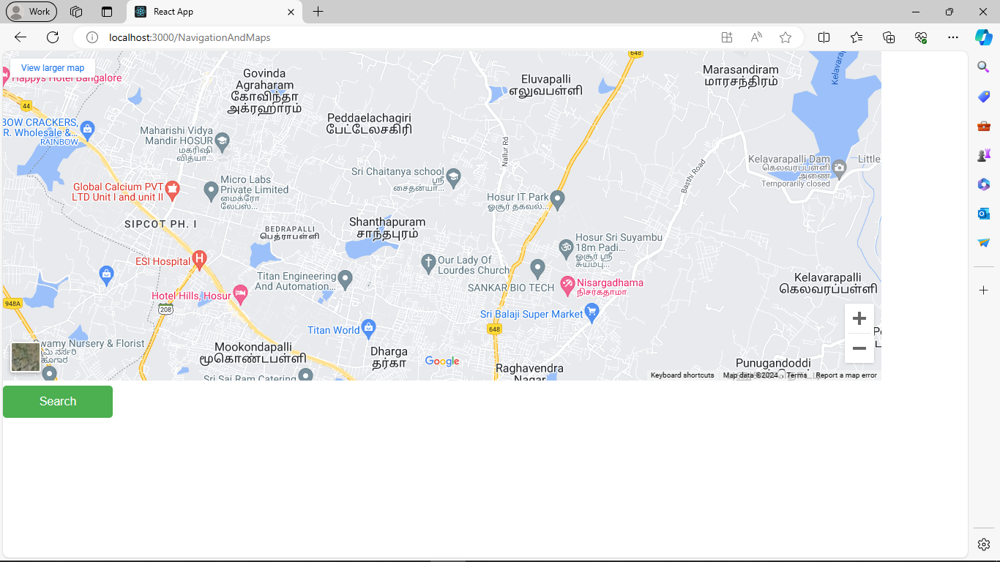 Work
React App
localhost:3000/NavigationAndMaps
View larger map
Happys Hotel Bangalore
44
BOW CRACKERS,
R. Wholesale &...
RAINBOW
Govinda
Agraharam
கோவிந்தா
அக்ரஹாரம்
Maharishi Vidya
Mandir HOSUR
மகரிஷி
வித்யா...
Peddaelachagiri
பேட்டேலசகிரி
Eluvapalli
எலுவபள்ளி
648
Marasandiram
மாரசந்திரம்
Kelavarap
Nallur Rd
Basthi Road
Kelavarapalli Dam
கெலவரப்பள்ளி
அணை
Temporarily closed
Little
Global Calcium PVT
LTD Unit I and unit II
Micro Labs
Private Limited
மைக்ரோ
லேப்ஸ்...
Sri Chaitanya school
ஸ்ரீ
சைதன்யா...
Hosur IT Park
ஓசூர் தகவல்...
SIPCOT PH. I
BEDRAPALLI
பெத்ராபள்ளி
Shanthapuram
சாந்தபுரம்
Hosur Sri Suyambu
18m Padi...
ஓசூர் ஸ்ரீ
சுயம்பு...
ESI Hospital
Our Lady Of
Lourdes Church
Titan Engineering
And Automation...
SANKAR BIO TECH
Nisargadhama
நிசர்கதாமா
Kelavarapalli
கெலவரப்பள்ளி
Hotel Hills, Hosur
948A
208
Sri Balaji Super Market
Titan World
648
Swamy Nursery & Florist
Mookondapalli
மூகொண்டபள்ளி
Dharga
தர்கா
Google
Raghavendra
Nagar
Punugandoddi
Sri Sai Ram Catering
Keyboard shortcuts
Map data ©2024
Terms
Report a map error
Search